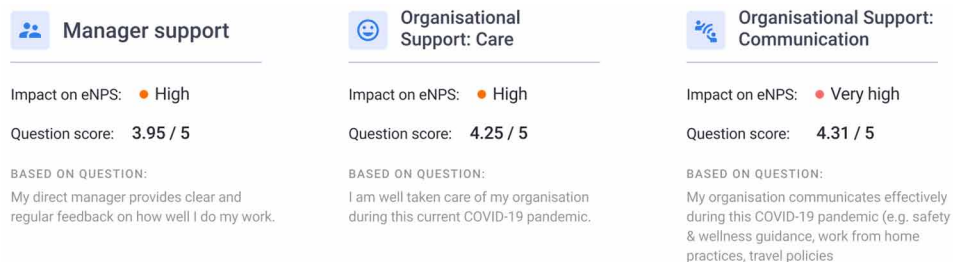 Manager support
Impact on eNPS: High
Question score: 3.95 / 5
BASED ON QUESTION:
My direct manager provides clear and
regular feedback on how well I do my work.
Organisational
Support: Care
Impact on eNPS: High
Question score: 4.25 / 5
BASED ON QUESTION:
I am well taken care of my organisation
during this current COVID-19 pandemic.
Organisational Support:
Communication
Impact on eNPS: Very high
Question score: 4.31 / 5
BASED ON QUESTION:
My organisation communicates effectively
during this COVID-19 pandemic (e.g. safety
& wellness guidance, work from home
practices, travel policies